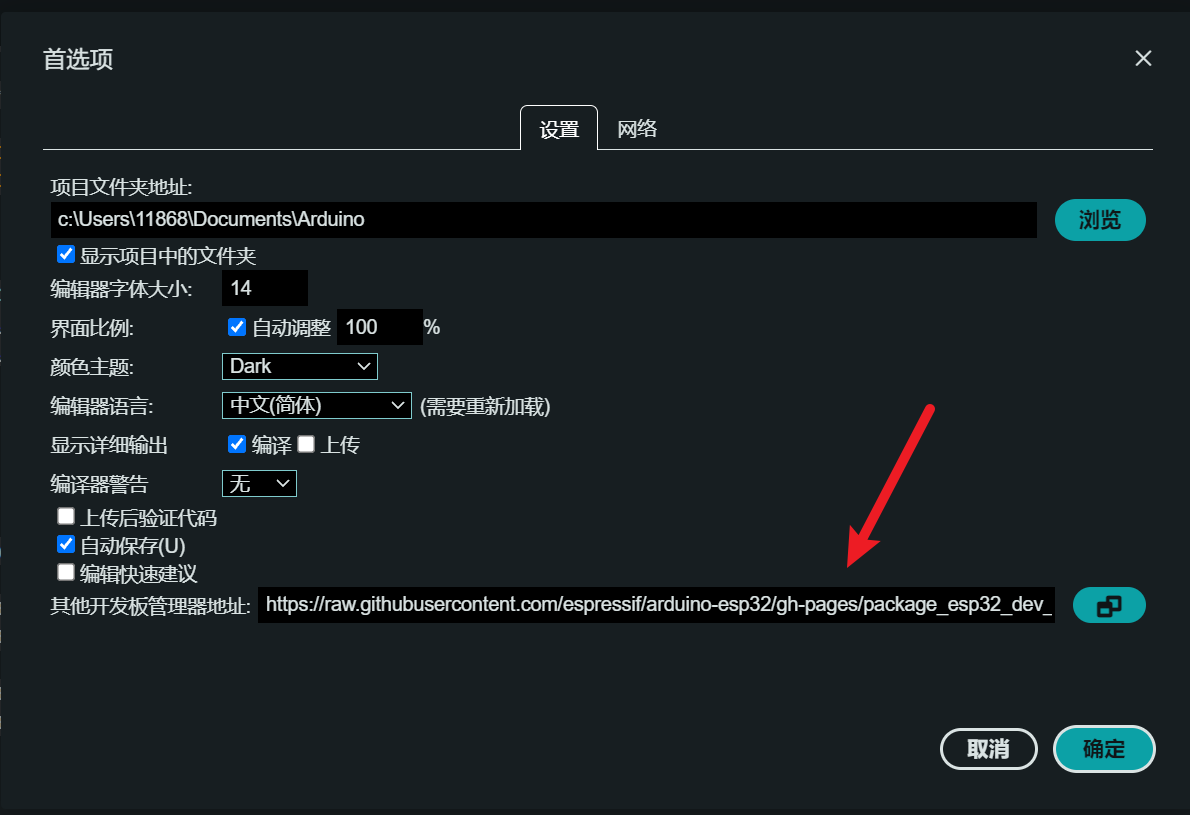 首选项
设置 网络
项目文件夹地址:
c:\Users\11868\Documents\Arduino 浏览
显示项目中的文件夹
编辑器字体大小: 14
界面比例: 自动调整 100 %
颜色主题: Dark
编辑器语言: 中文(简体) (需要重新加载)
显示详细输出 编译 上传
编译器警告 无
上传后验证代码
自动保存(U)
编辑快速建议
其他开发板管理器地址: https://raw.githubusercontent.com/espressif/arduino-esp32/gh-pages/package_esp32_dev_
取消 确定